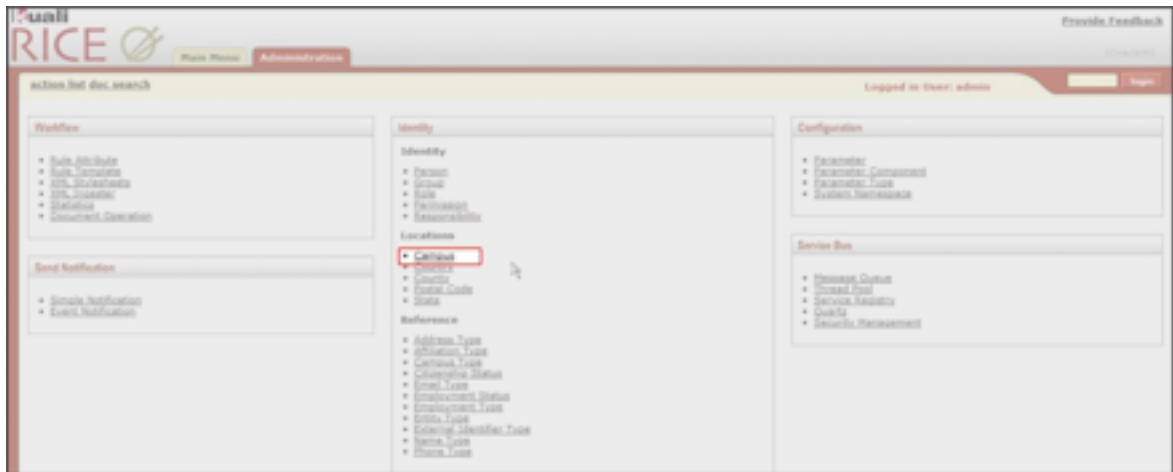 Kuali
RICE
Provide Feedback
Main Menu
Administration
action list doc search
Logged in User: admin
login
Workflow
Rule Attribute
Rule Template
XML Stylesheets
XML Ingester
Statistics
Document Operation
Send Notification
Simple Notification
Event Notification
Identity
Identity
Person
Group
Role
Permission
Responsibility
Locations
Campus
Country
County
Postal Code
State
Reference
Address Type
Affiliation Type
Campus Type
Citizenship Status
Email Type
Employment Status
Employment Type
Entity Type
External Identifier Type
Name Type
Phone Type
Configuration
Parameter
Parameter Component
Parameter Type
System Namespace
Service Bus
Message Queue
Thread Pool
Service Registry
Quartz
Security Management